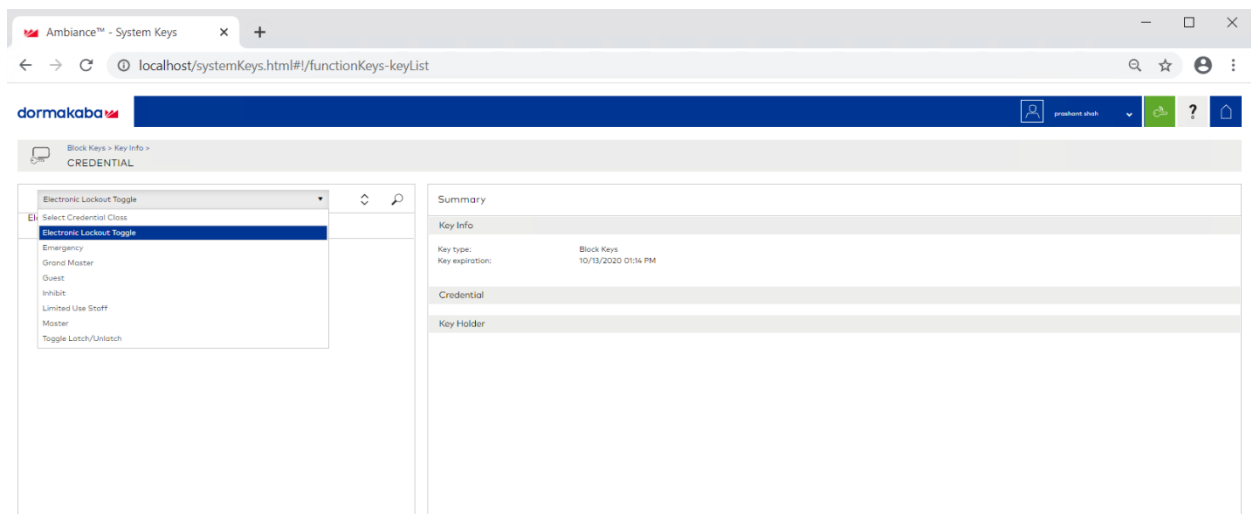 Ambiance™ - System Keys
localhost/systemKeys.html#!/functionKeys-keyList
dormakaba
prashant shah
?
Block Keys > Key Info >
CREDENTIAL
Electronic Lockout Toggle
Select Credential Class
Electronic Lockout Toggle
Emergency
Grand Master
Guest
Inhibit
Limited Use Staff
Master
Toggle Latch/Unlatch
Summary
Key Info
Key type: Block Keys
Key expiration: 10/13/2020 01:14 PM
Credential
Key Holder